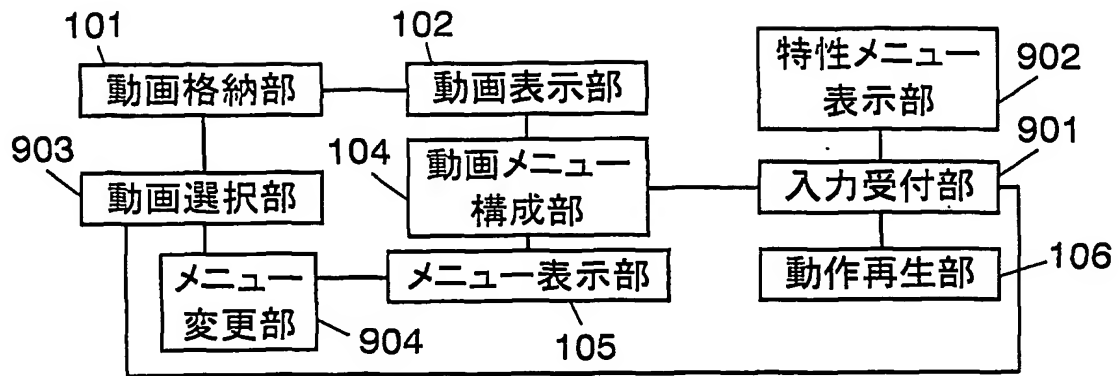 101
動画格納部
102
動画表示部
特性メニュー
表示部
902
903
動画選択部
104
動画メニュー
構成部
901
入力受付部
メニュー
変更部
904
メニュー表示部
105
動作再生部
106